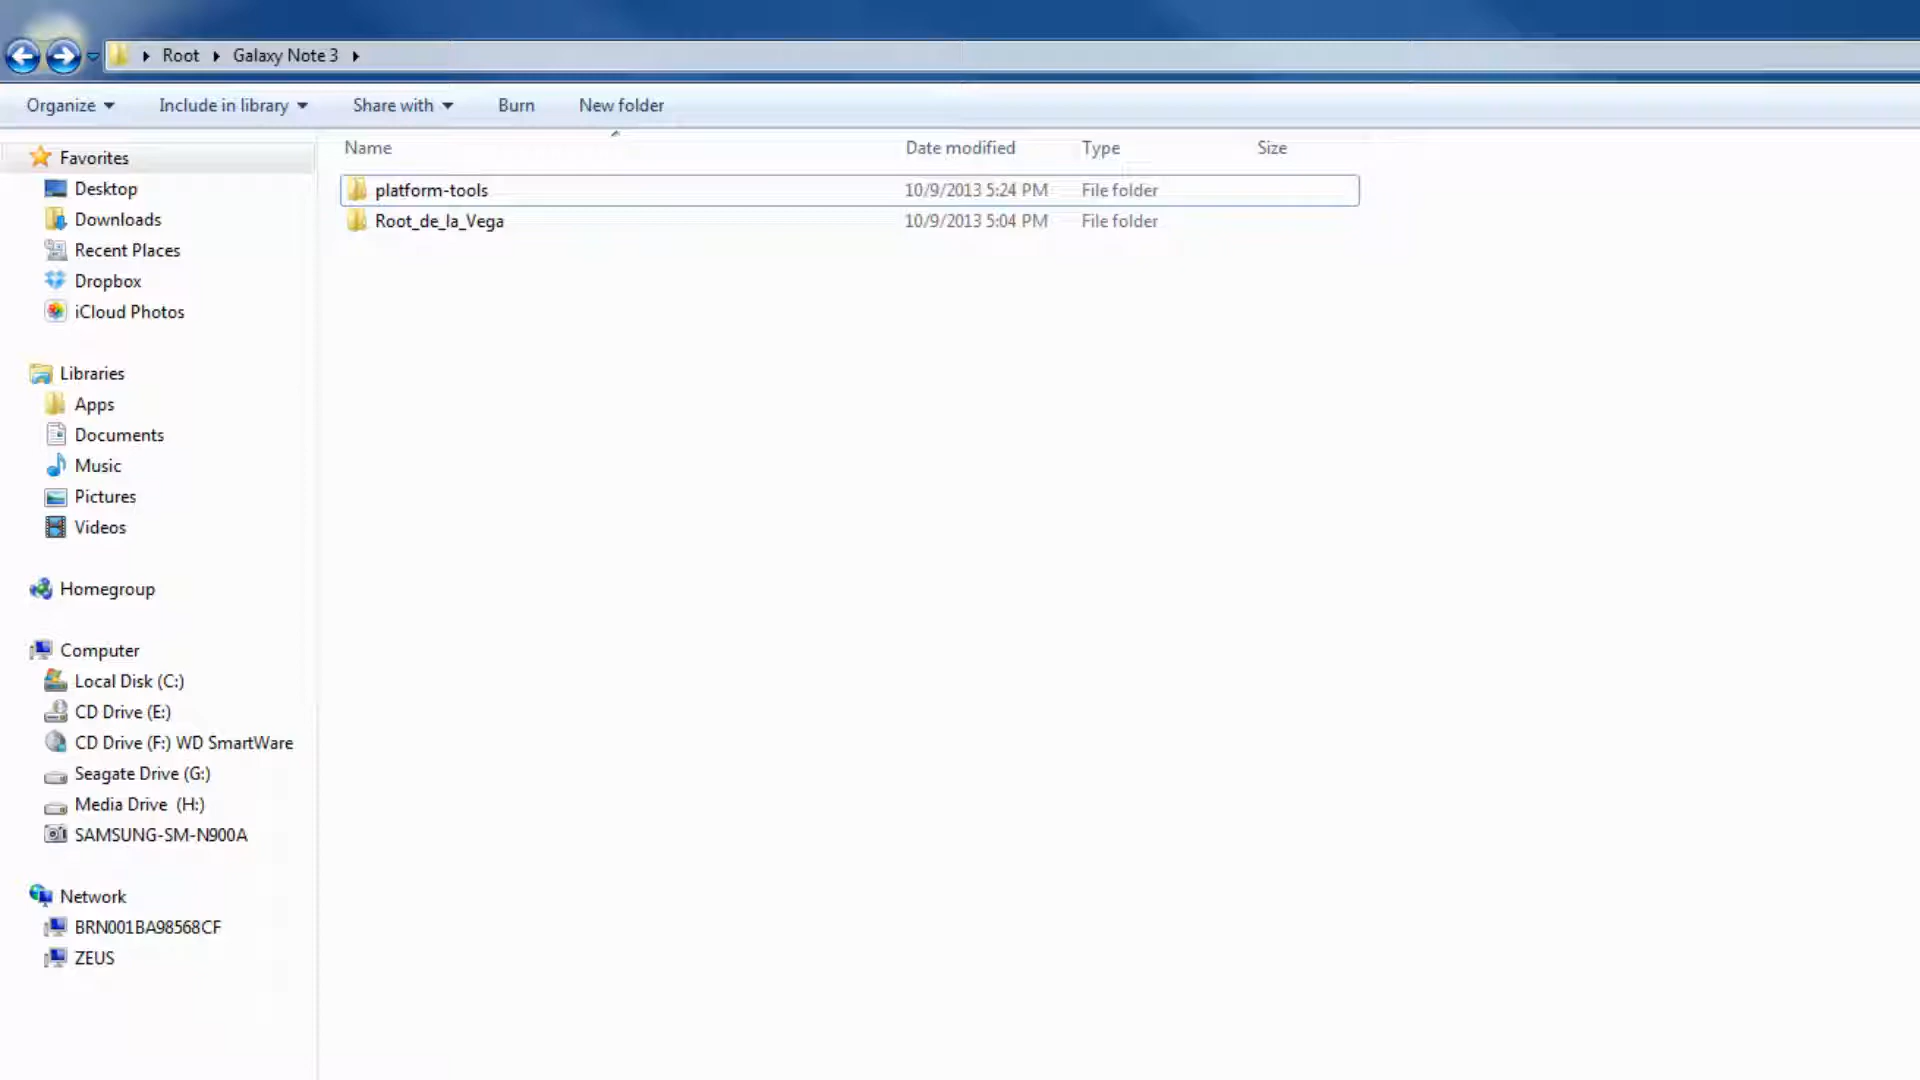 Root Galaxy Note 3
Organize Include in library Share with Burn New folder
Name Date modified Type Size
platform-tools 10/9/2013 5:24 PM File folder
Root_de_la_Vega 10/9/2013 5:04 PM File folder
Favorites
Desktop
Downloads
Recent Places
Dropbox
iCloud Photos
Libraries
Apps
Documents
Music
Pictures
Videos
Homegroup
Computer
Local Disk (C:)
CD Drive (E:)
CD Drive (F:) WD SmartWare
Seagate Drive (G:)
Media Drive (H:)
SAMSUNG-SM-N900A
Network
BRN001BA98568CF
ZEUS